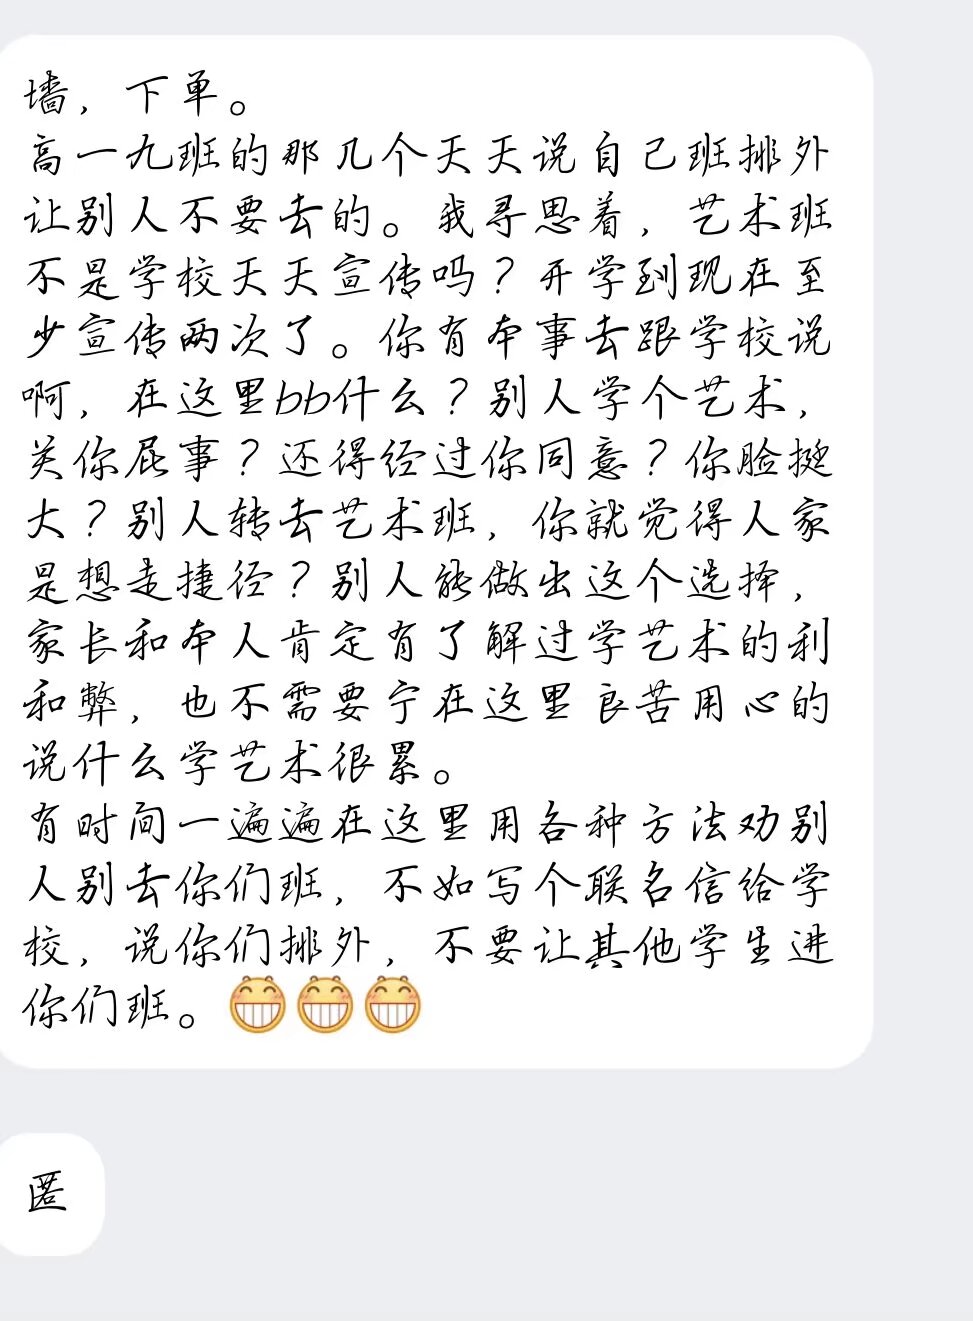 墙，下单。
高一九班的那几个天天说自己班排外
让别人不要去的。我寻思着，艺术班
不是学校天天宣传吗？开学到现在至
少宣传两次了。你有本事去跟学校说
啊，在这里bb什么？别人学个艺术，
关你屁事？还得经过你同意？你脸挺
大？别人转去艺术班，你就觉得人家
是想走捷径？别人能做出这个选择，
家长和本人肯定有了解过学艺术的利
和弊，也不需要宁在这里良苦用心的
说什么学艺术很累。
有时间一遍遍在这里用各种方法劝别
人别去你们班，不如写个联名信给学
校，说你们排外，不要让其他学生进
你们班。😁😁😁
匿